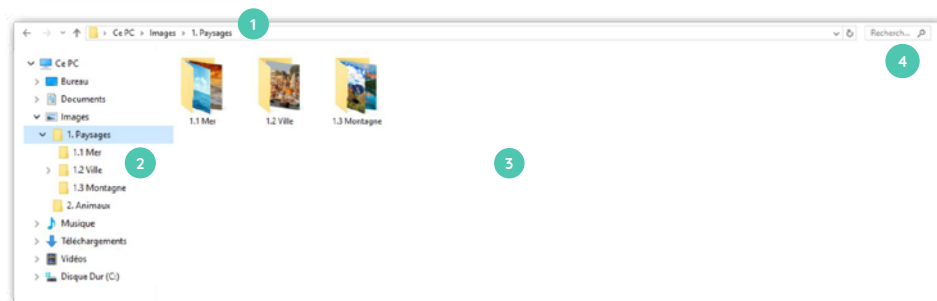 1
Ce PC > Images > 1. Paysages
Recherch...
4
Ce PC
Bureau
Documents
Images
1. Paysages
1.1 Mer
1.2 Ville
1.3 Montagne
2. Animaux
Musique
Téléchargements
Vidéos
Disque Dur (C:)
2
1.1 Mer
1.2 Ville
1.3 Montagne
3